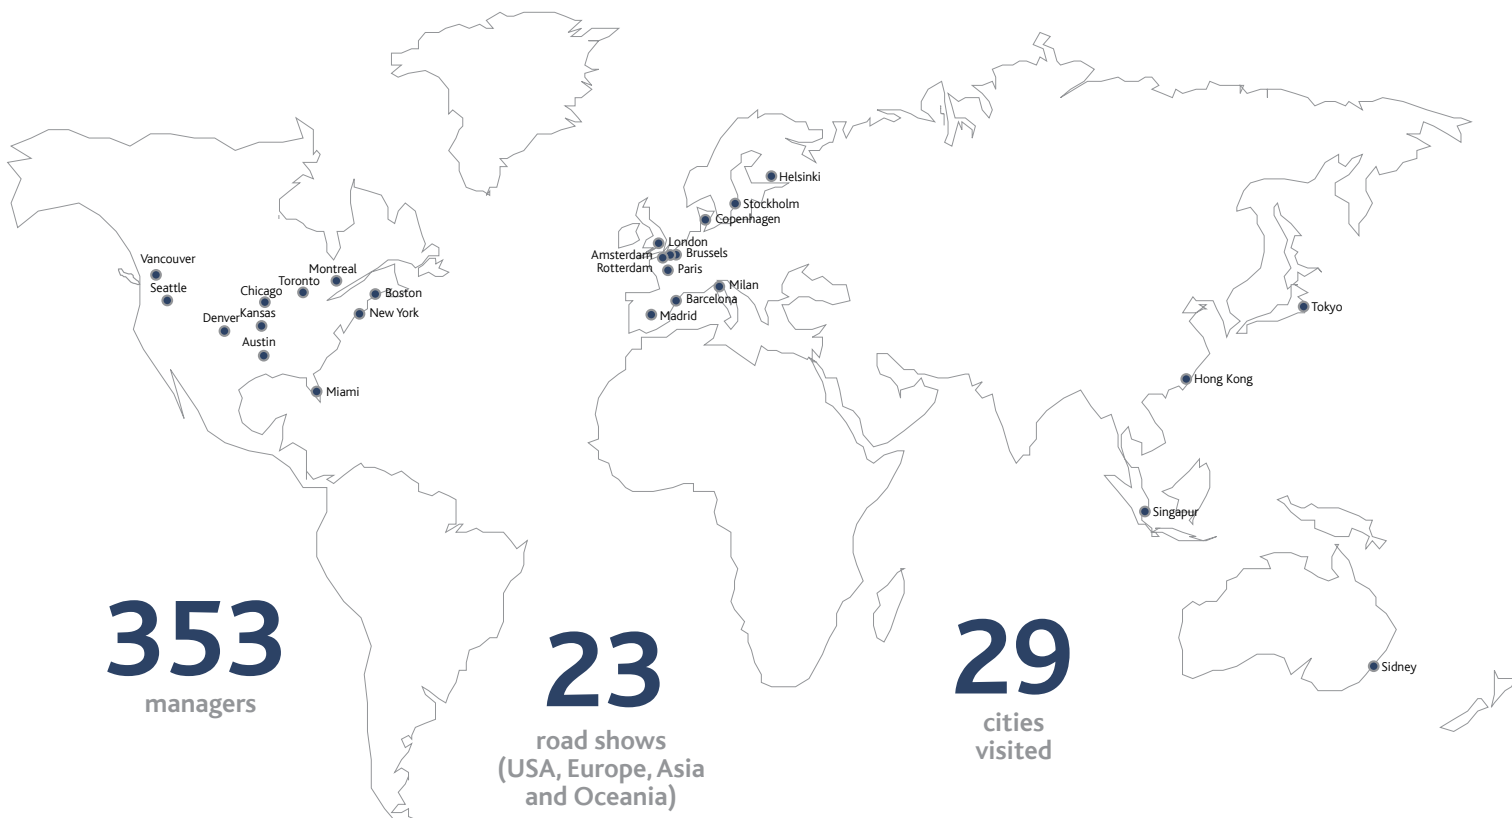 Helsinki
Stockholm
Copenhagen
London
Amsterdam
Brussels
Rotterdam
Paris
Milan
Barcelona
Madrid
Vancouver
Seattle
Montreal
Toronto
Chicago
Boston
Denver
Kansas
New York
Austin
Miami
Tokyo
Hong Kong
Singapur
Sidney
353
managers
23
road shows
(USA, Europe, Asia
and Oceania)
29
cities
visited